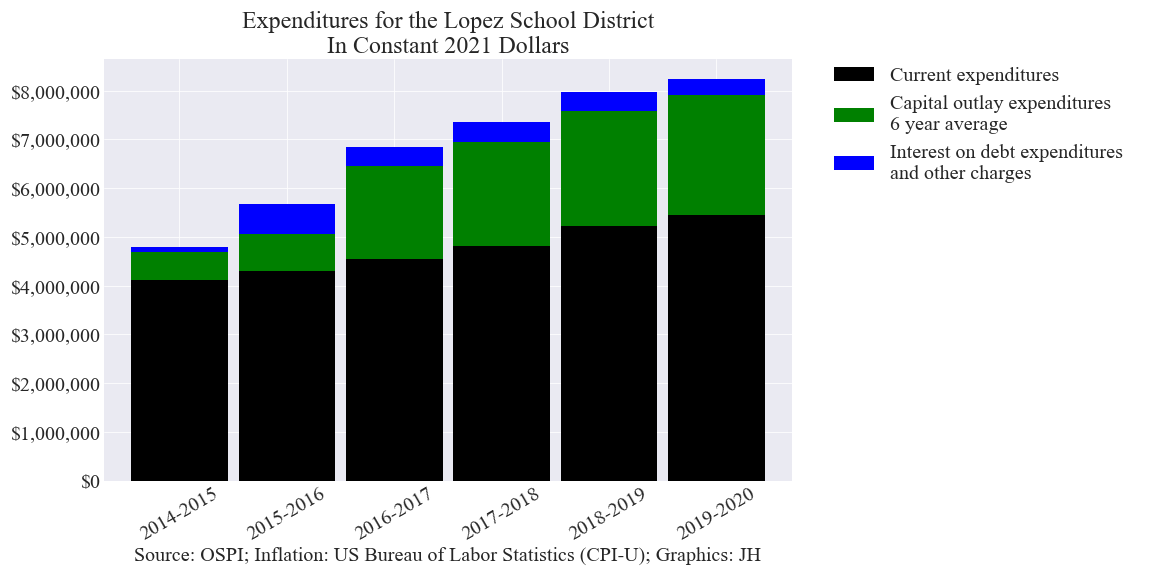 Expenditures for the Lopez School District
In Constant 2021 Dollars
$8,000,000
$7,000,000
$6,000,000
$5,000,000
$4,000,000
$3,000,000
$2,000,000
$1,000,000
$0
2014-2015
2015-2016
2016-2017
2017-2018
2018-2019
2019-2020
Source: OSPI; Inflation: US Bureau of Labor Statistics (CPI-U); Graphics: JH
Current expenditures
Capital outlay expenditures
6 year average
Interest on debt expenditures
and other charges